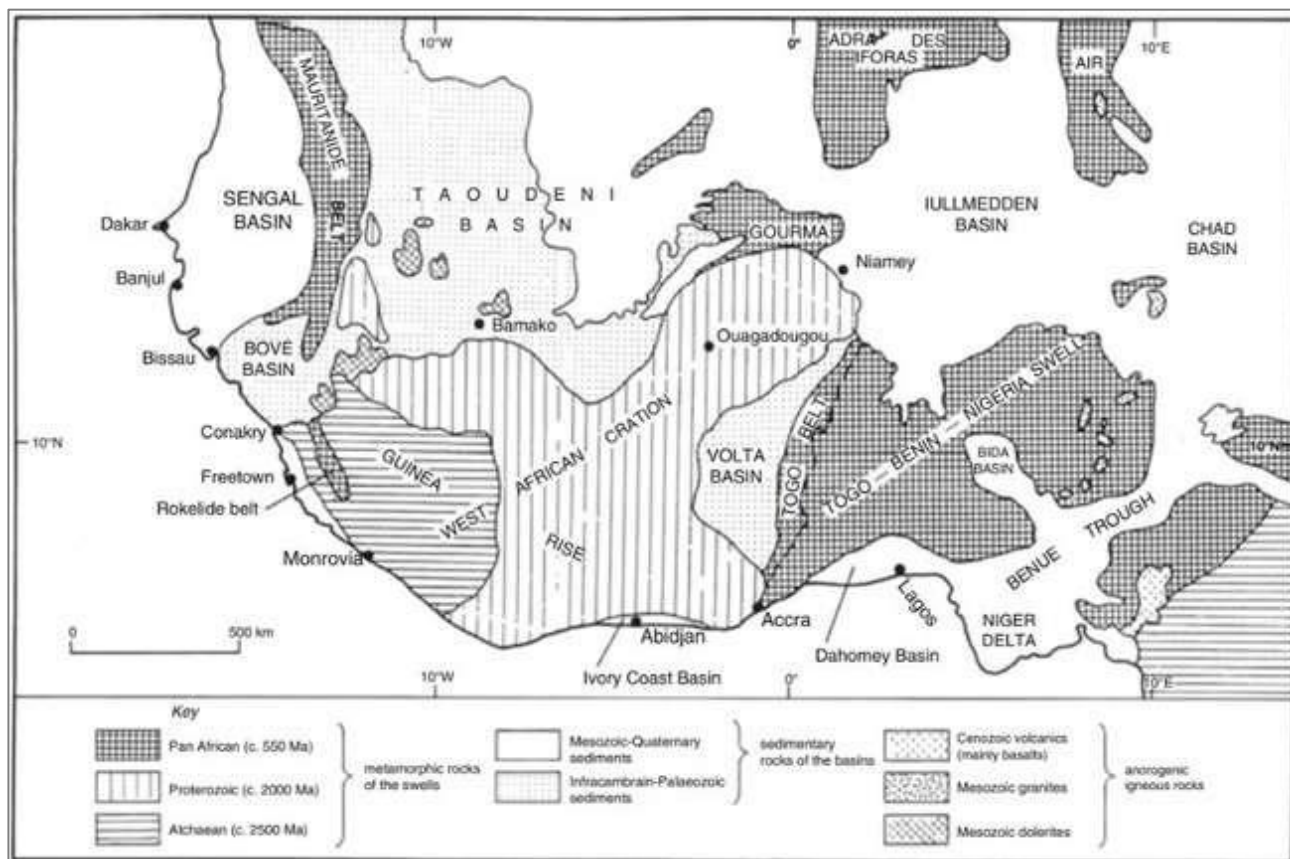 10°W
0°
10°E
ADRA DES
IFORAS
AIR
MAURITANIDE
BELT
SENGAL
BASIN
TAOUDENI
BASIN
Dakar
GOURMA
IULLMEDDEN
BASIN
CHAD
BASIN
Niamey
Banjul
Bamako
Ouagadougou
Bissau
BOVE
BASIN
10°N
Conakry
GUINEA
RISE
WEST AFRICAN CRATION
VOLTA
BASIN
TOGO BELT
TOGO — BENIN — NIGERIA SWELL
BIDA
BASIN
10°N
Freetown
Rokelide belt
BENUE TROUGH
Monrovia
Lagos
NIGER
DELTA
Accra
Abidjan
Dahomey Basin
Ivory Coast Basin
0 500 km
10°W
0°
10°E
Key
Pan African (c. 550 Ma)
Proterozoic (c. 2000 Ma)
Atchaean (c. 2500 Ma)
metamorphic rocks
of the swells
Mesozoic-Quaternary
sediments
Infracambrain-Palaeozoic
sediments
sedimentary
rocks of the basins
Cenozoic volcanics
(mainly basalts)
Mesozoic granites
Mesozoic dolerites
anorogenic
igneous rocks